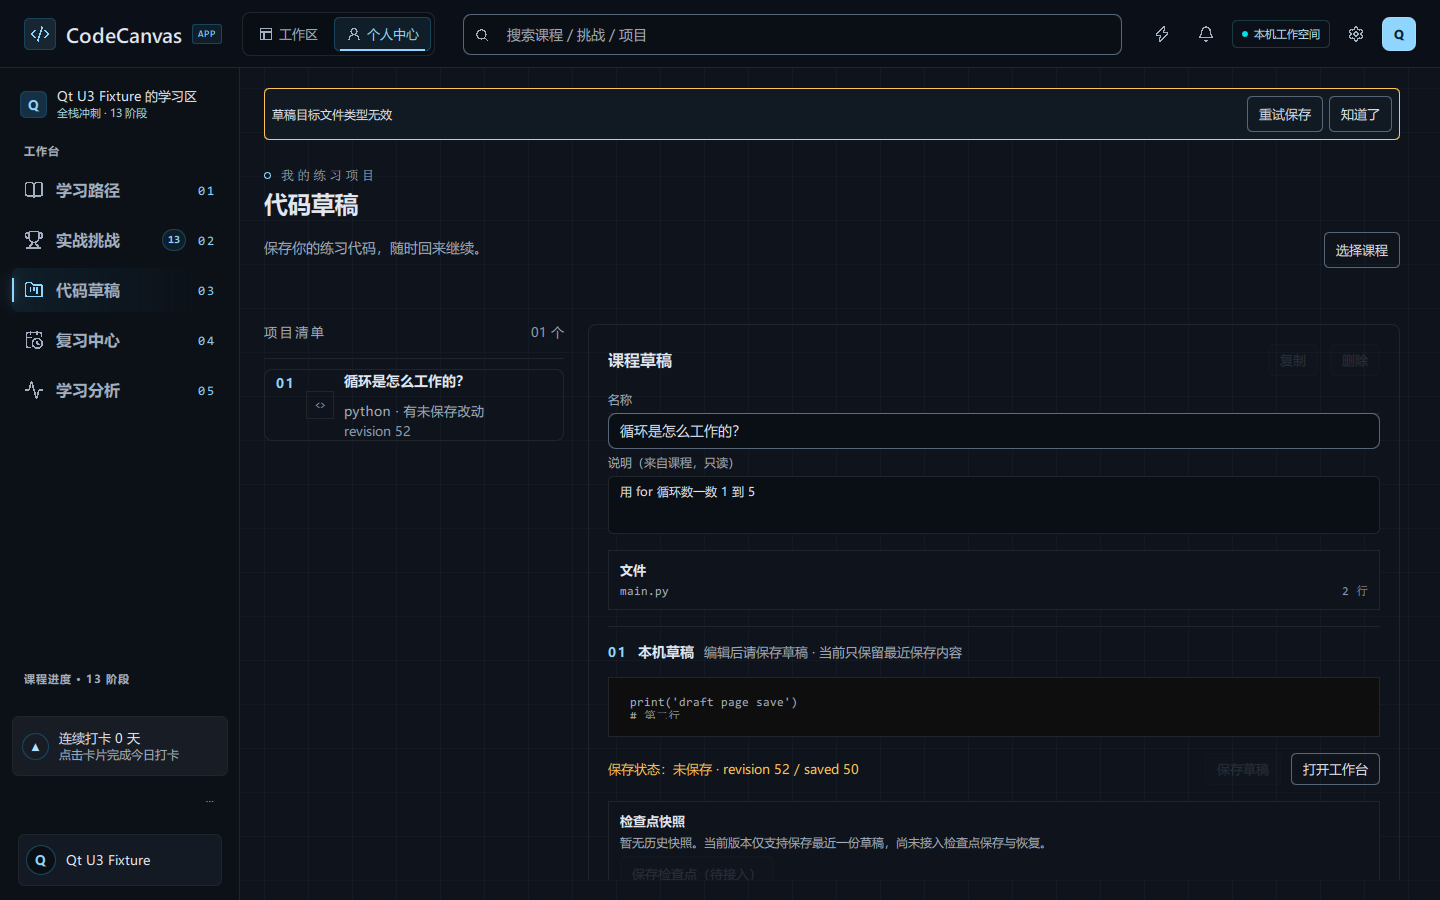 CodeCanvas APP
工作区
个人中心
搜索课程 / 挑战 / 项目
本机工作空间
Q
Q
Qt U3 Fixture 的学习区
全栈冲刺 · 13 阶段
工作台
学习路径 01
实战挑战 13 02
代码草稿 03
复习中心 04
学习分析 05
课程进度 • 13 阶段
连续打卡 0 天
点击卡片完成今日打卡
...
Q Qt U3 Fixture
草稿目标文件类型无效
重试保存
知道了
我的练习项目
代码草稿
保存你的练习代码，随时回来继续。
选择课程
项目清单 01 个
01 循环是怎么工作的?
<> python · 有未保存改动
revision 52
课程草稿
复制
删除
名称
循环是怎么工作的?
说明（来自课程，只读）
用 for 循环数一数 1 到 5
文件
main.py 2 行
01 本机草稿 编辑后请保存草稿 · 当前只保留最近保存内容
print('draft page save')
# 第二行
保存状态：未保存 · revision 52 / saved 50
保存草稿
打开工作台
检查点快照
暂无历史快照。当前版本仅支持保存最近一份草稿，尚未接入检查点保存与恢复。
保存检查点（待接入）